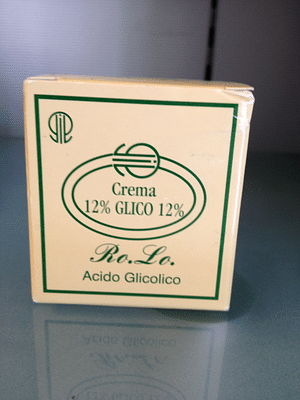 Crema
12% GLICO 12%
Ro.Lo.
Acido Glicolico